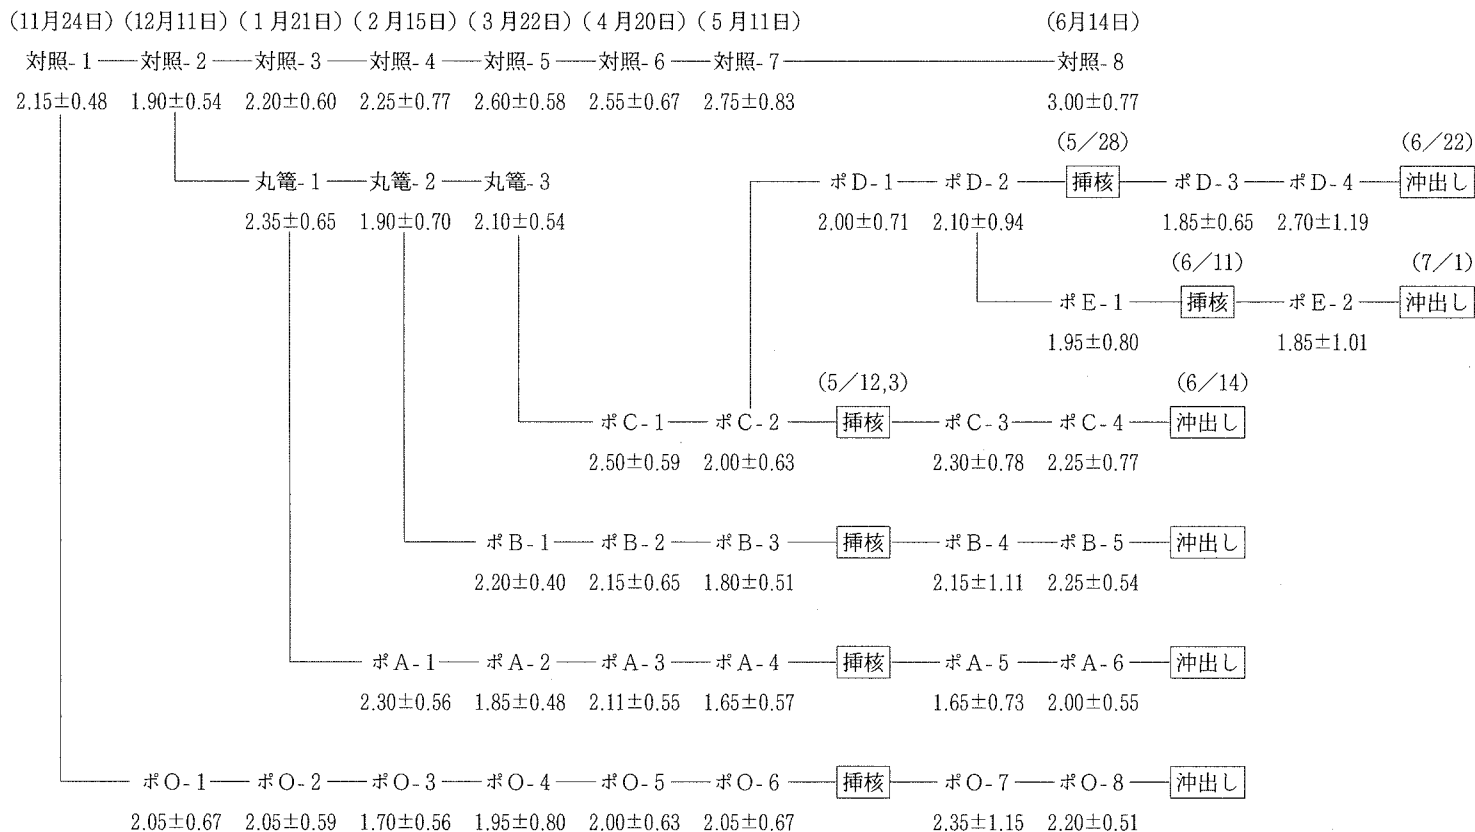 (11月24日) (12月11日) (1月21日) (2月15日) (3月22日) (4月20日) (5月11日) (6月14日)
対照-1 対照-2 対照-3 対照-4 対照-5 対照-6 対照-7 対照-8
2.15±0.48 1.90±0.54 2.20±0.60 2.25±0.77 2.60±0.58 2.55±0.67 2.75±0.83 3.00±0.77
(5/28) (6/22)
丸篭-1 丸篭-2 丸篭-3 ポD-1 ポD-2 挿核 ポD-3 ポD-4 沖出し
2.35±0.65 1.90±0.70 2.10±0.54 2.00±0.71 2.10±0.94 1.85±0.65 2.70±1.19
(6/11) (7/1)
ポE-1 挿核 ポE-2 沖出し
1.95±0.80 1.85±1.01
(5/12,3) (6/14)
ポC-1 ポC-2 挿核 ポC-3 ポC-4 沖出し
2.50±0.59 2.00±0.63 2.30±0.78 2.25±0.77
ポB-1 ポB-2 ポB-3 挿核 ポB-4 ポB-5 沖出し
2.20±0.40 2.15±0.65 1.80±0.51 2.15±1.11 2.25±0.54
ポA-1 ポA-2 ポA-3 ポA-4 挿核 ポA-5 ポA-6 沖出し
2.30±0.56 1.85±0.48 2.11±0.55 1.65±0.57 1.65±0.73 2.00±0.55
ポO-1 ポO-2 ポO-3 ポO-4 ポO-5 ポO-6 挿核 ポO-7 ポO-8 沖出し
2.05±0.67 2.05±0.59 1.70±0.56 1.95±0.80 2.00±0.63 2.05±0.67 2.35±1.15 2.20±0.51